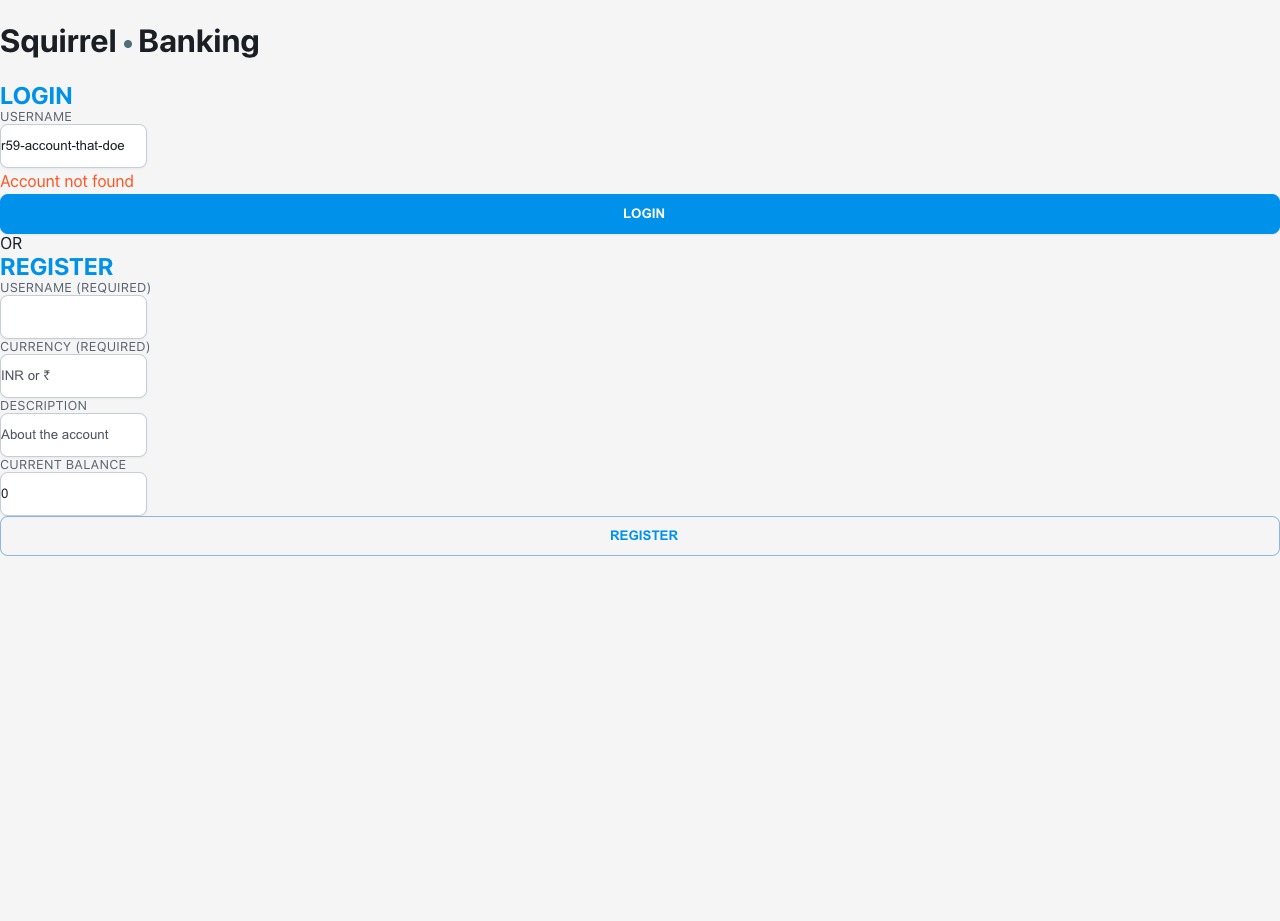 Squirrel • Banking
LOGIN
USERNAME
r59-account-that-doe
Account not found
LOGIN
OR
REGISTER
USERNAME (REQUIRED)
CURRENCY (REQUIRED)
INR or ₹
DESCRIPTION
About the account
CURRENT BALANCE
0
REGISTER